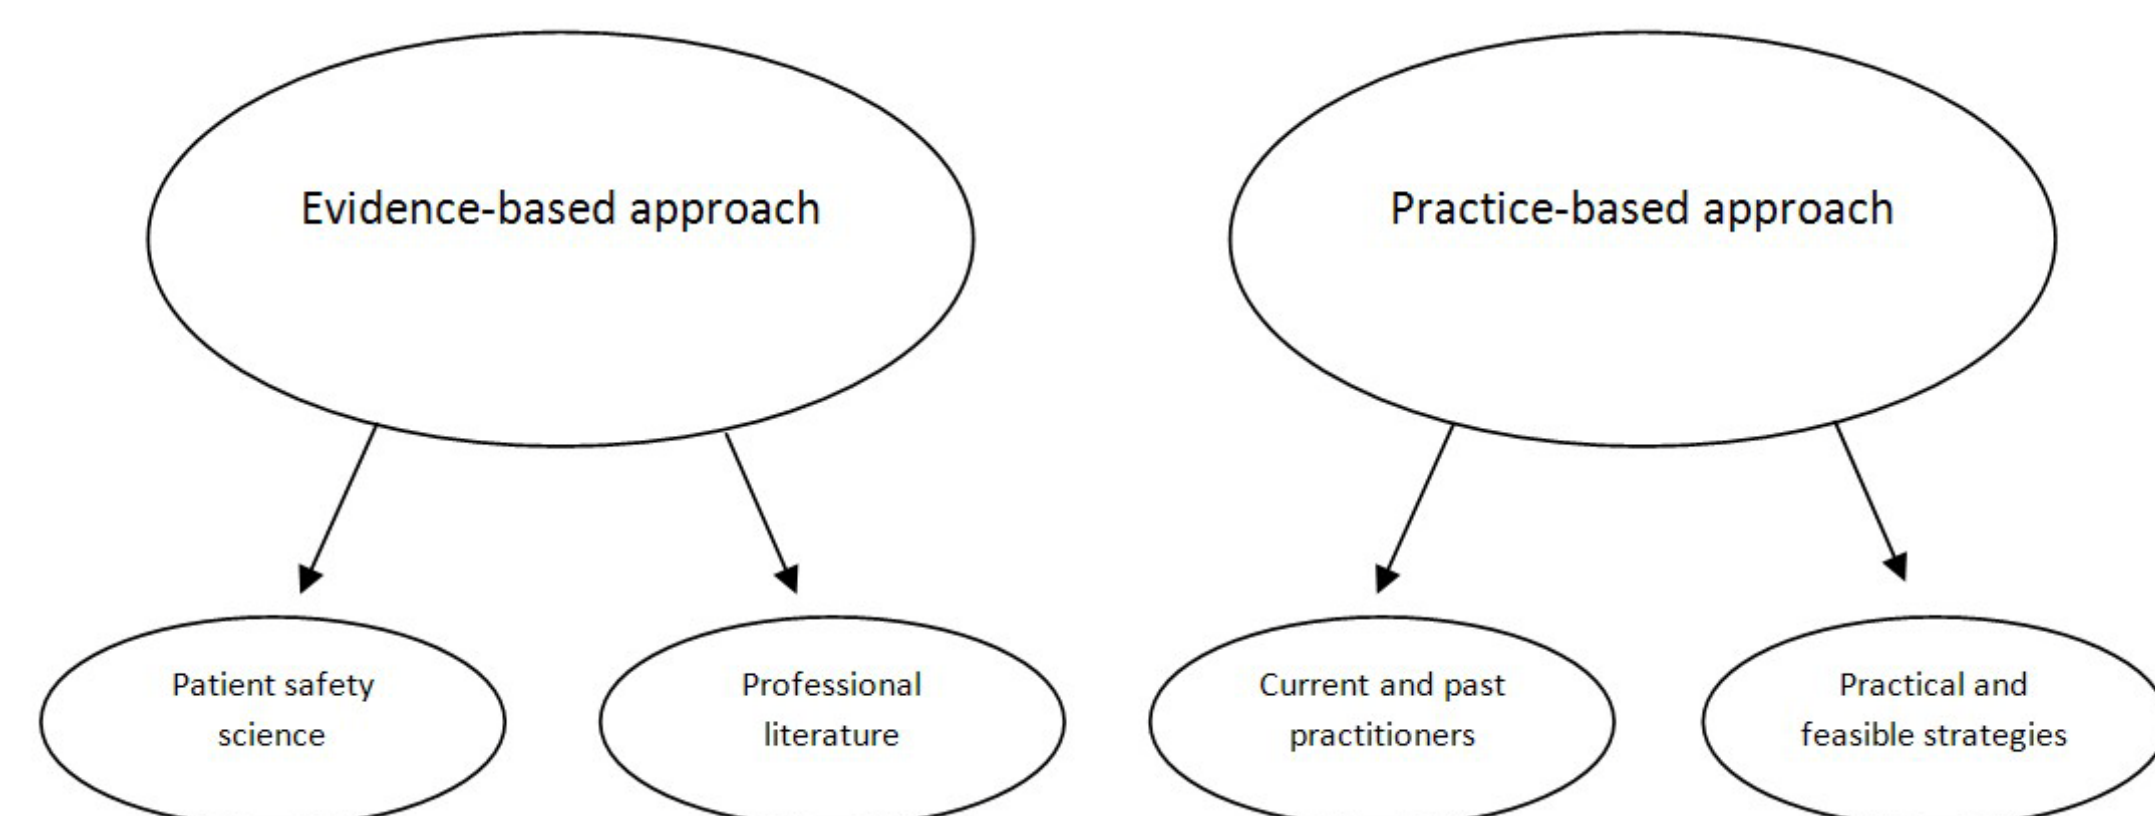 Evidence-based approach
Practice-based approach
Patient safety
science
Professional
literature
Current and past
practitioners
Practical and
feasible strategies